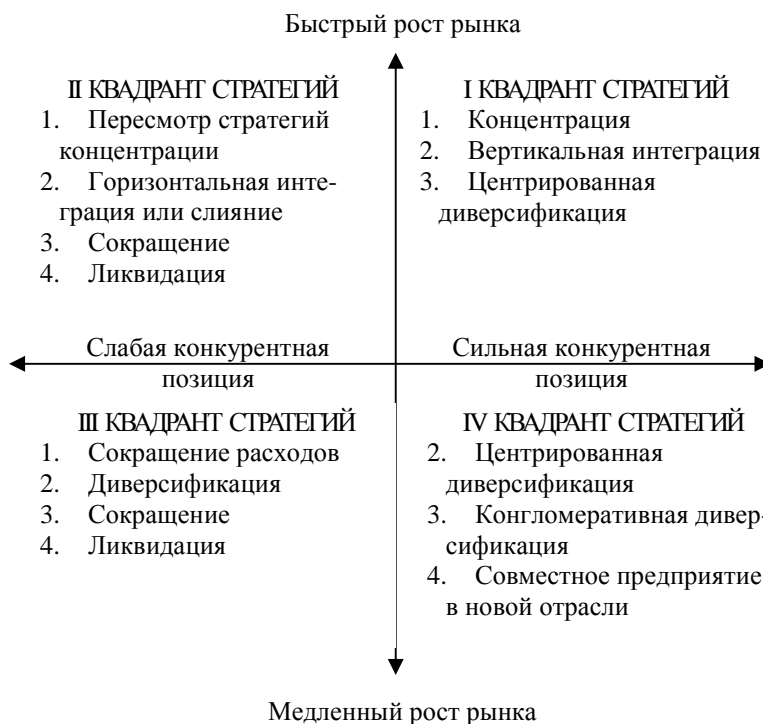 Быстрый рост рынка
II КВАДРАНТ СТРАТЕГИЙ
1. Пересмотр стратегий
концентрации
2. Горизонтальная инте-
грация или слияние
3. Сокращение
4. Ликвидация
I КВАДРАНТ СТРАТЕГИЙ
1. Концентрация
2. Вертикальная интеграция
3. Центрированная
диверсификация
Слабая конкурентная
позиция
Сильная конкурентная
позиция
III КВАДРАНТ СТРАТЕГИЙ
1. Сокращение расходов
2. Диверсификация
3. Сокращение
4. Ликвидация
IV КВАДРАНТ СТРАТЕГИЙ
2. Центрированная
диверсификация
3. Конгломеративная дивер-
сификация
4. Совместное предприятие
в новой отрасли
Медленный рост рынка